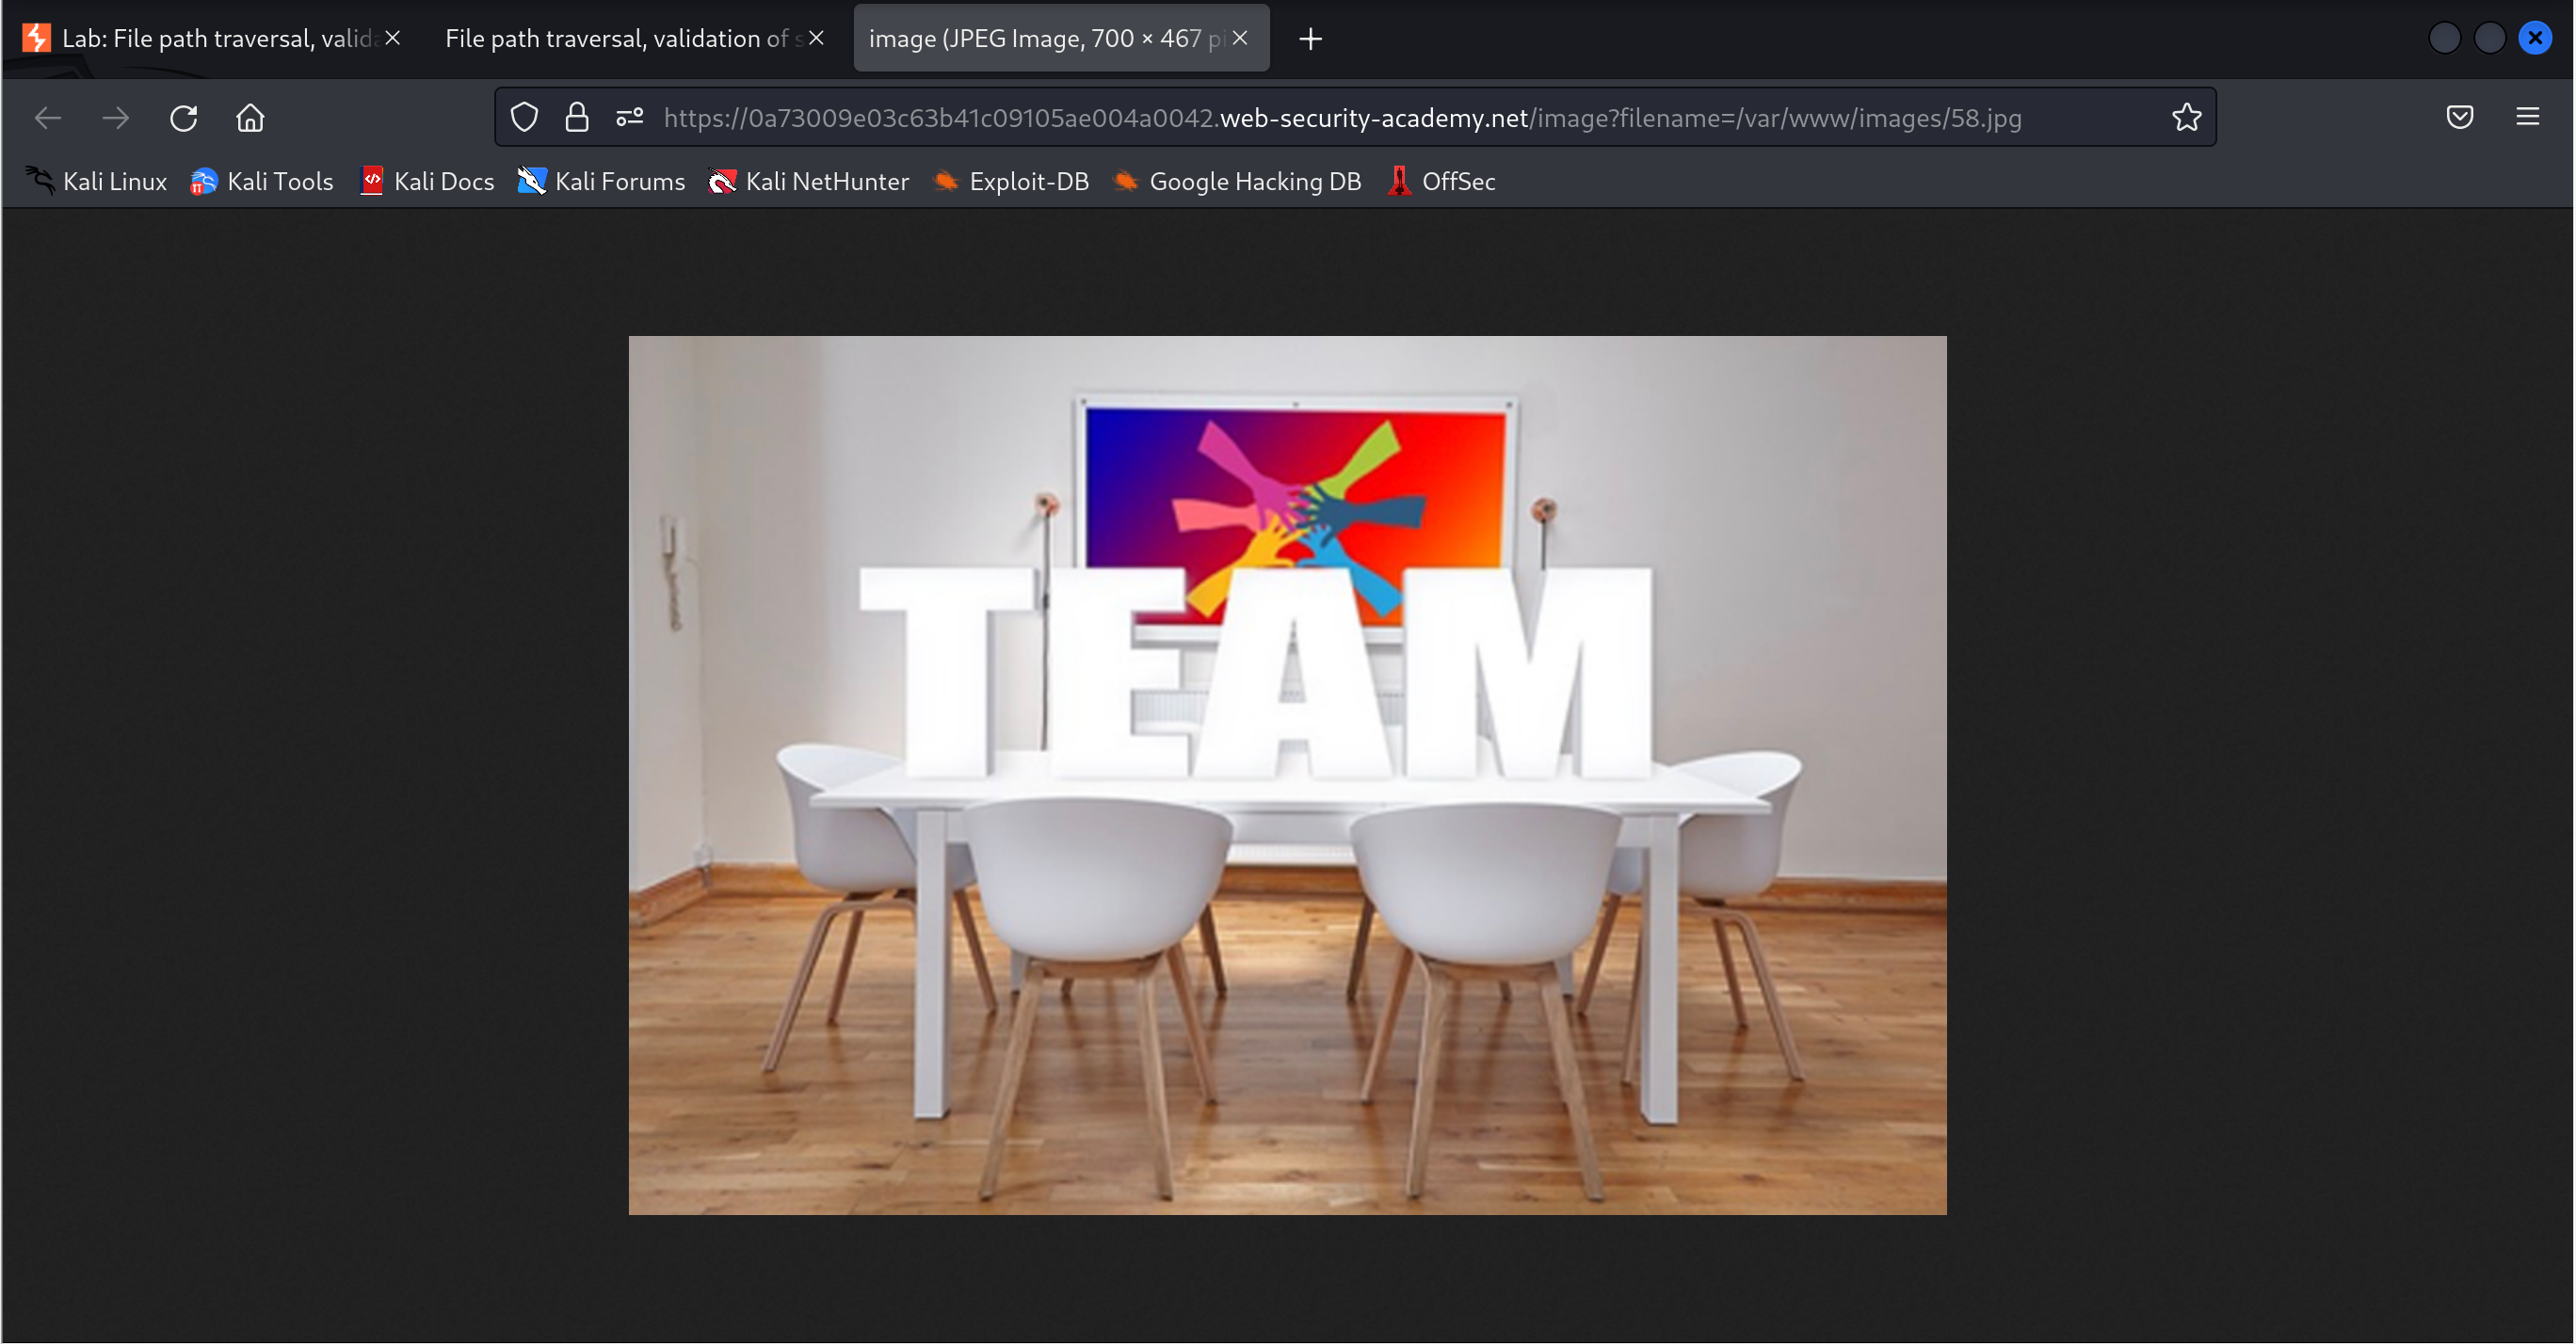 Lab: File path traversal, valid
File path traversal, validation of s
image (JPEG Image, 700 × 467 pi
https://0a73009e03c63b41c09105ae004a0042.web-security-academy.net/image?filename=/var/www/images/58.jpg
Kali Linux Kali Tools Kali Docs Kali Forums Kali NetHunter Exploit-DB Google Hacking DB OffSec
TEAM